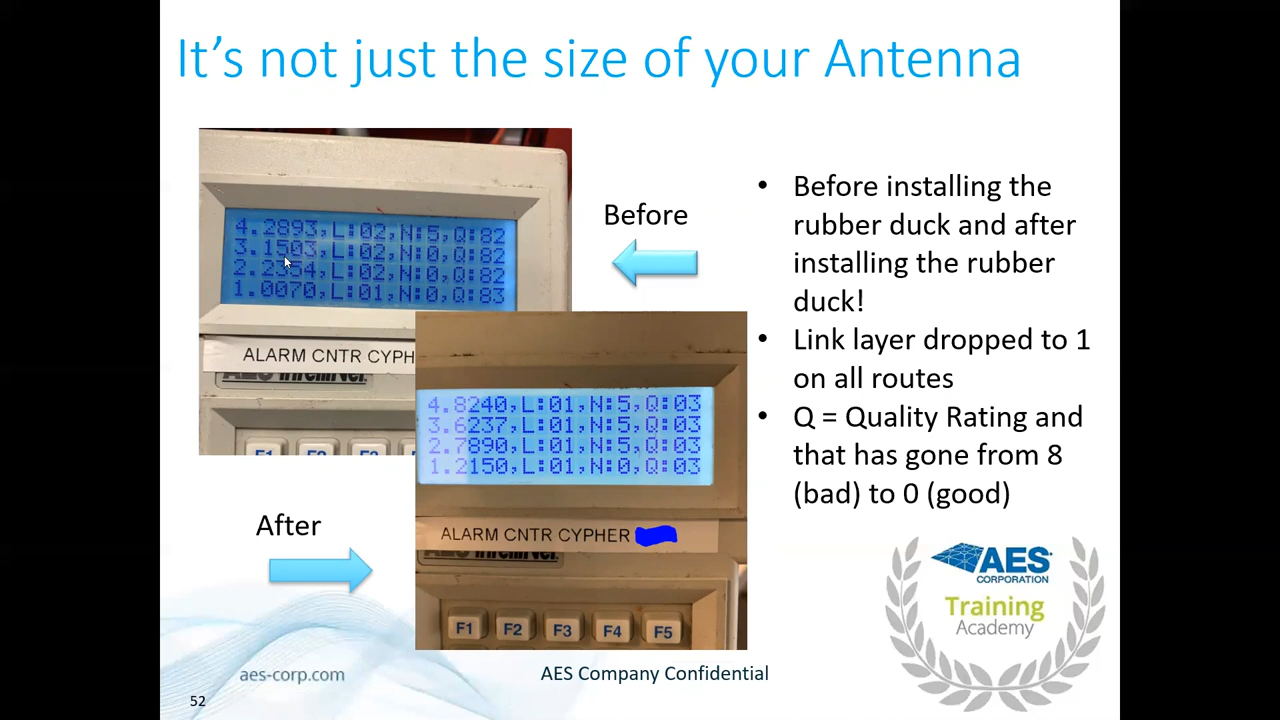 It's not just the size of your Antenna
4.2893,L:02,N:5,Q:82
3.1503,L:02,N:0,Q:82
2.2354,L:02,N:0,Q:82
1.0070,L:01,N:0,Q:83
ALARM CNTR CYPH
AES IntelliNet
Before
• Before installing the
rubber duck and after
installing the rubber
duck!
• Link layer dropped to 1
on all routes
• Q = Quality Rating and
that has gone from 8
(bad) to 0 (good)
After
4.8240,L:01,N:5,Q:03
3.6237,L:01,N:5,Q:03
2.7890,L:01,N:5,Q:03
1.2150,L:01,N:0,Q:03
ALARM CNTR CYPHER
AES IntelliNet
F1 F2 F3 F4 F5
AES
CORPORATION
Training
Academy
aes-corp.com
AES Company Confidential
52